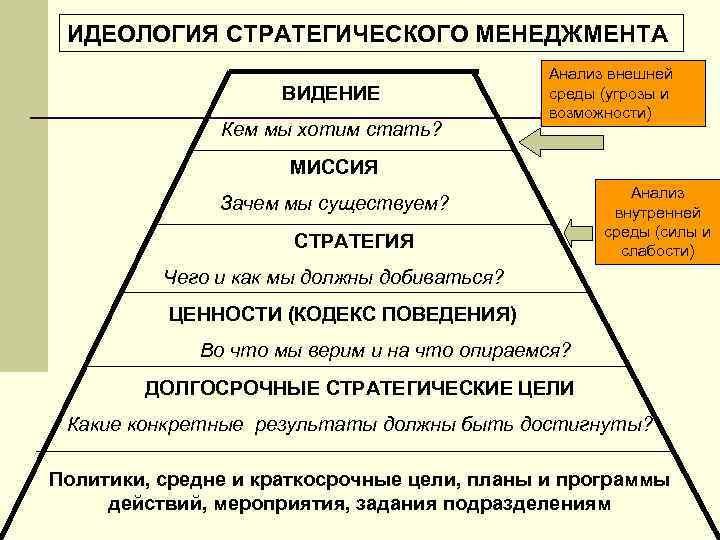 ИДЕОЛОГИЯ СТРАТЕГИЧЕСКОГО МЕНЕДЖМЕНТА
Анализ внешней
среды (угрозы и
возможности)
ВИДЕНИЕ
Кем мы хотим стать?
МИССИЯ
Зачем мы существуем?
Анализ
внутренней
среды (силы и
слабости)
СТРАТЕГИЯ
Чего и как мы должны добиваться?
ЦЕННОСТИ (КОДЕКС ПОВЕДЕНИЯ)
Во что мы верим и на что опираемся?
ДОЛГОСРОЧНЫЕ СТРАТЕГИЧЕСКИЕ ЦЕЛИ
Какие конкретные результаты должны быть достигнуты?
Политики, средне и краткосрочные цели, планы и программы
действий, мероприятия, задания подразделениям